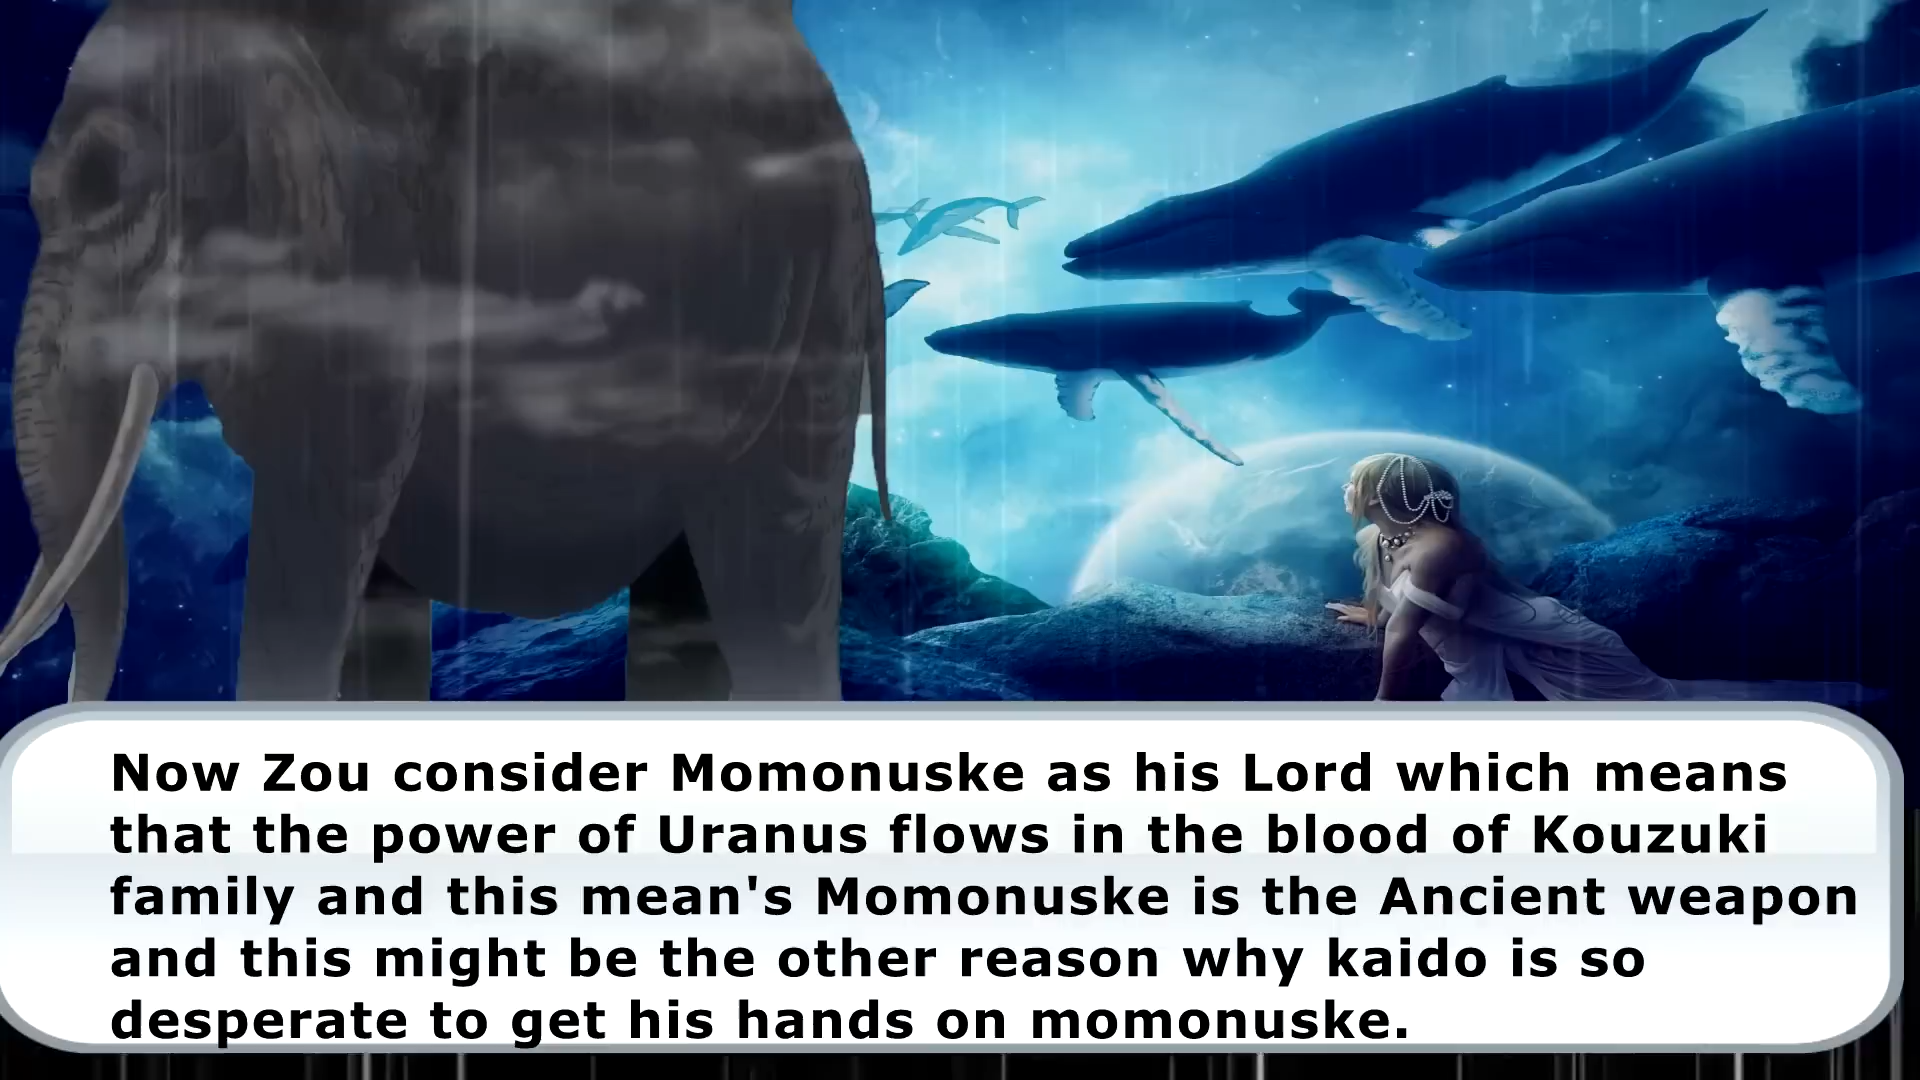 Now Zou consider Momonuske as his Lord which means
that the power of Uranus flows in the blood of Kouzuki
family and this mean's Momonuske is the Ancient weapon
and this might be the other reason why kaido is so
desperate to get his hands on momonuske.